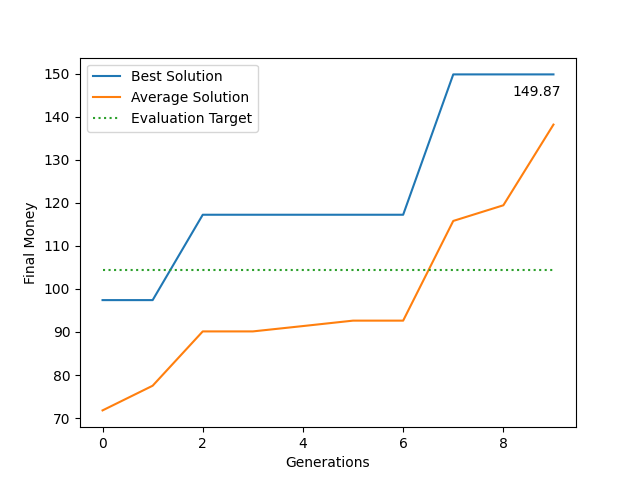 150
140
130
120
110
100
90
80
70
Final Money
Best Solution
Average Solution
Evaluation Target
149.87
0 2 4 6 8
Generations